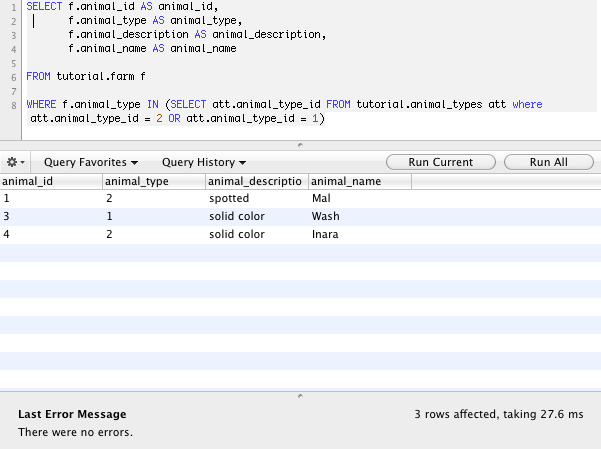 1 SELECT f.animal_id AS animal_id,
2 f.animal_type AS animal_type,
3 f.animal_description AS animal_description,
4 f.animal_name AS animal_name
5
6 FROM tutorial.farm f
7
8 WHERE f.animal_type IN (SELECT att.animal_type_id FROM tutorial.animal_types att where
att.animal_type_id = 2 OR att.animal_type_id = 1)
Query Favorites Query History Run Current Run All
animal_id animal_type animal_descriptio animal_name
1 2 spotted Mal
3 1 solid color Wash
4 2 solid color Inara
Last Error Message 3 rows affected, taking 27.6 ms
There were no errors.